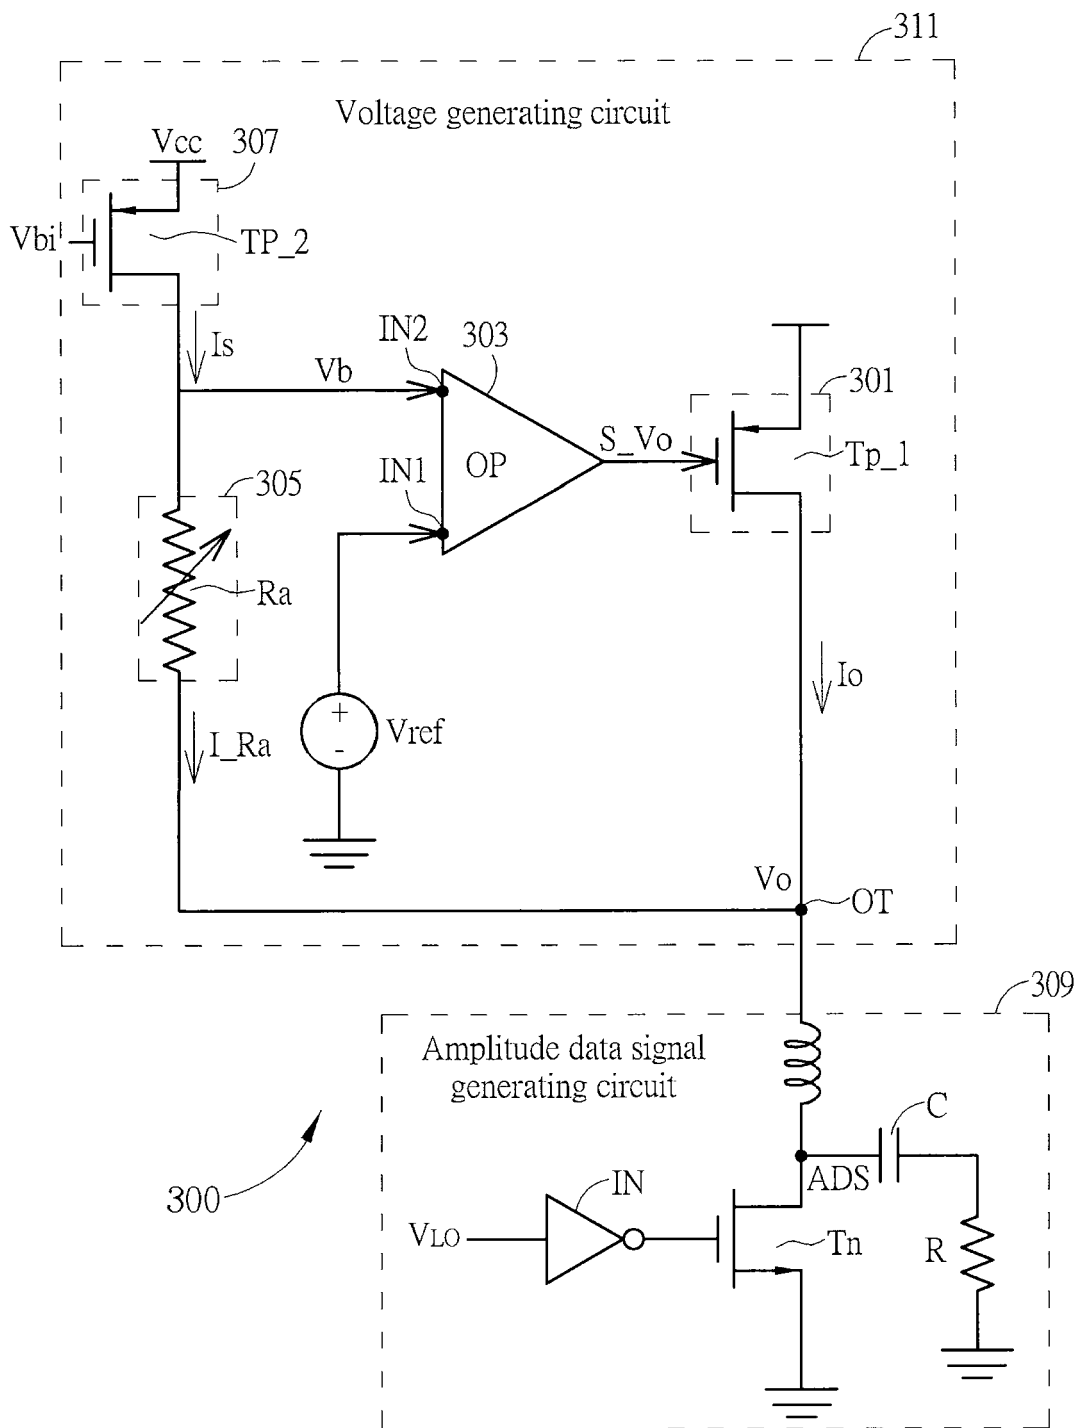 311
Voltage generating circuit
Vcc
307
Vbi
TP_2
Is
Vb
IN2
303
S_Vo
301
Tp_1
OP
IN1
305
Ra
+
-
Vref
I_Ra
Io
Vo
OT
309
Amplitude data signal
generating circuit
C
ADS
300
IN
VLO
Tn
R